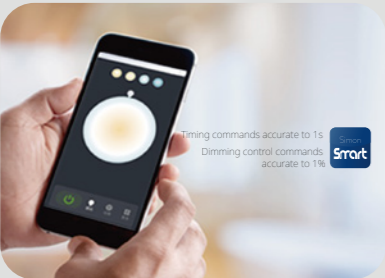 Timing commands accurate to 1s
Dimming control commands
accurate to 1%
Simon
Smart